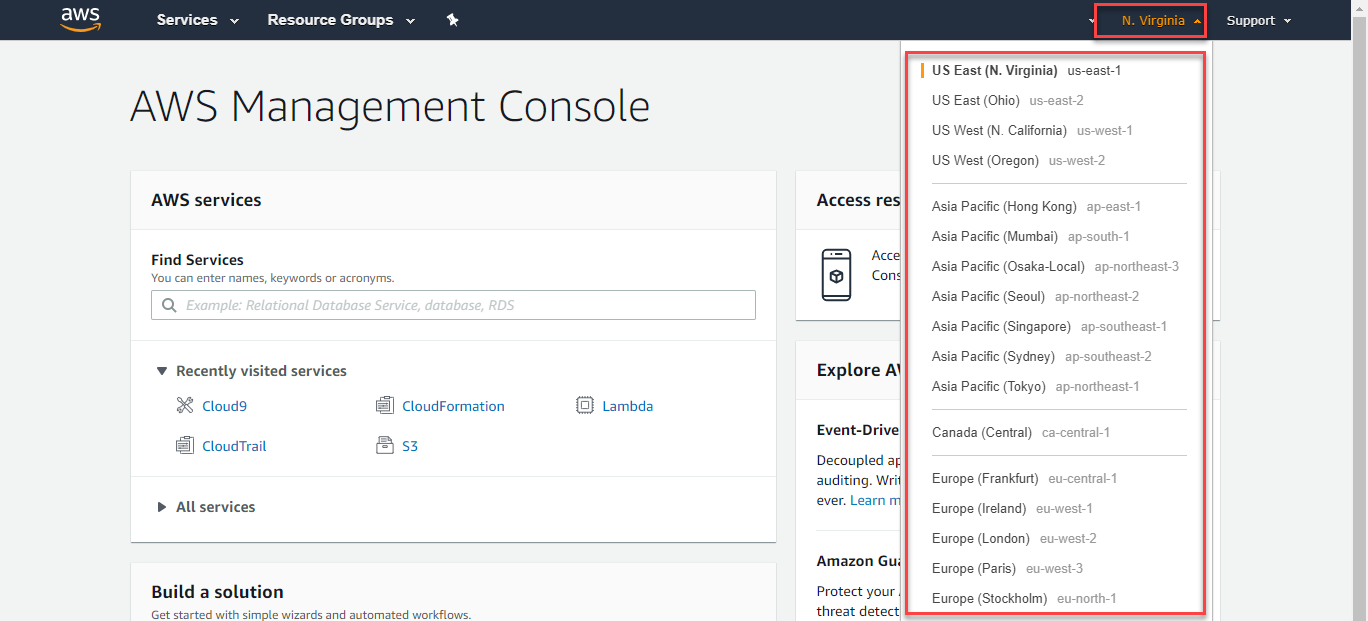 aws
Services
Resource Groups
N. Virginia
Support
AWS Management Console
AWS services
Find Services
You can enter names, keywords or acronyms.
Example: Relational Database Service, database, RDS
Recently visited services
Cloud9
CloudFormation
Lambda
CloudTrail
S3
All services
Build a solution
Get started with simple wizards and automated workflows.
Access res
Acce
Cons
Explore AW
Event-Drive
Decoupled ap
auditing. Writ
ever. Learn m
Amazon Gua
Protect your A
threat detect
US East (N. Virginia) us-east-1
US East (Ohio) us-east-2
US West (N. California) us-west-1
US West (Oregon) us-west-2
Asia Pacific (Hong Kong) ap-east-1
Asia Pacific (Mumbai) ap-south-1
Asia Pacific (Osaka-Local) ap-northeast-3
Asia Pacific (Seoul) ap-northeast-2
Asia Pacific (Singapore) ap-southeast-1
Asia Pacific (Sydney) ap-southeast-2
Asia Pacific (Tokyo) ap-northeast-1
Canada (Central) ca-central-1
Europe (Frankfurt) eu-central-1
Europe (Ireland) eu-west-1
Europe (London) eu-west-2
Europe (Paris) eu-west-3
Europe (Stockholm) eu-north-1